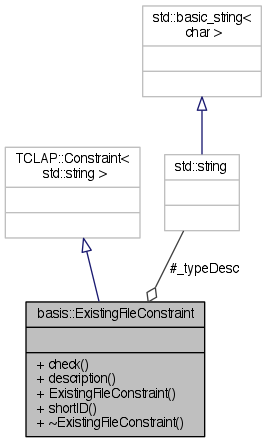 std::basic_string<
char >
TCLAP::Constraint<
std::string >
std::string
#_typeDesc
basis::ExistingFileConstraint
+ check()
+ description()
+ ExistingFileConstraint()
+ shortID()
+ ~ExistingFileConstraint()